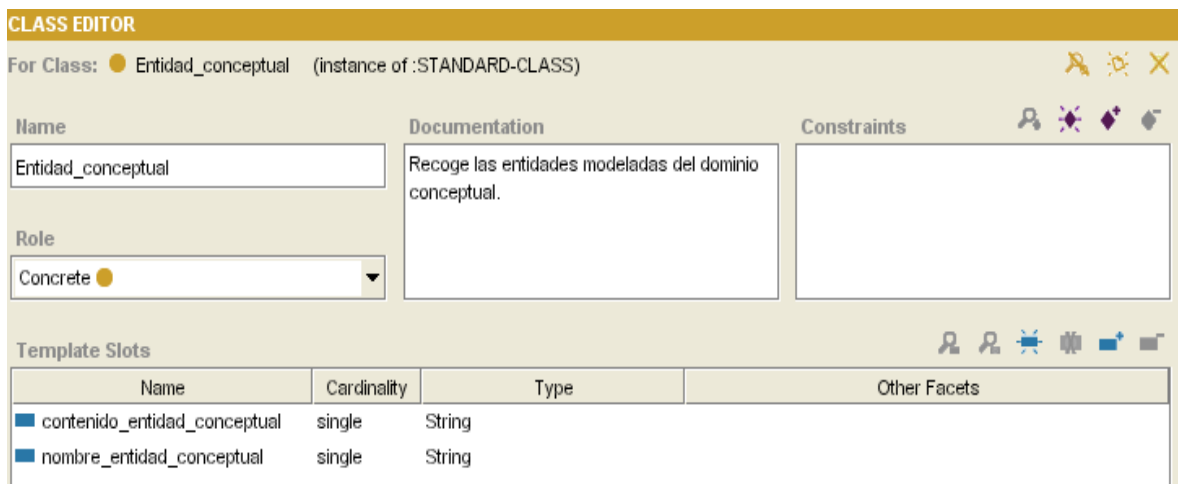 CLASS EDITOR
For Class: Entidad_conceptual (instance of :STANDARD-CLASS)
Name Documentation Constraints
Entidad_conceptual
Recoge las entidades modeladas del dominio
conceptual.
Role
Concrete
Template Slots
Name Cardinality Type Other Facets
contenido_entidad_conceptual single String
nombre_entidad_conceptual single String